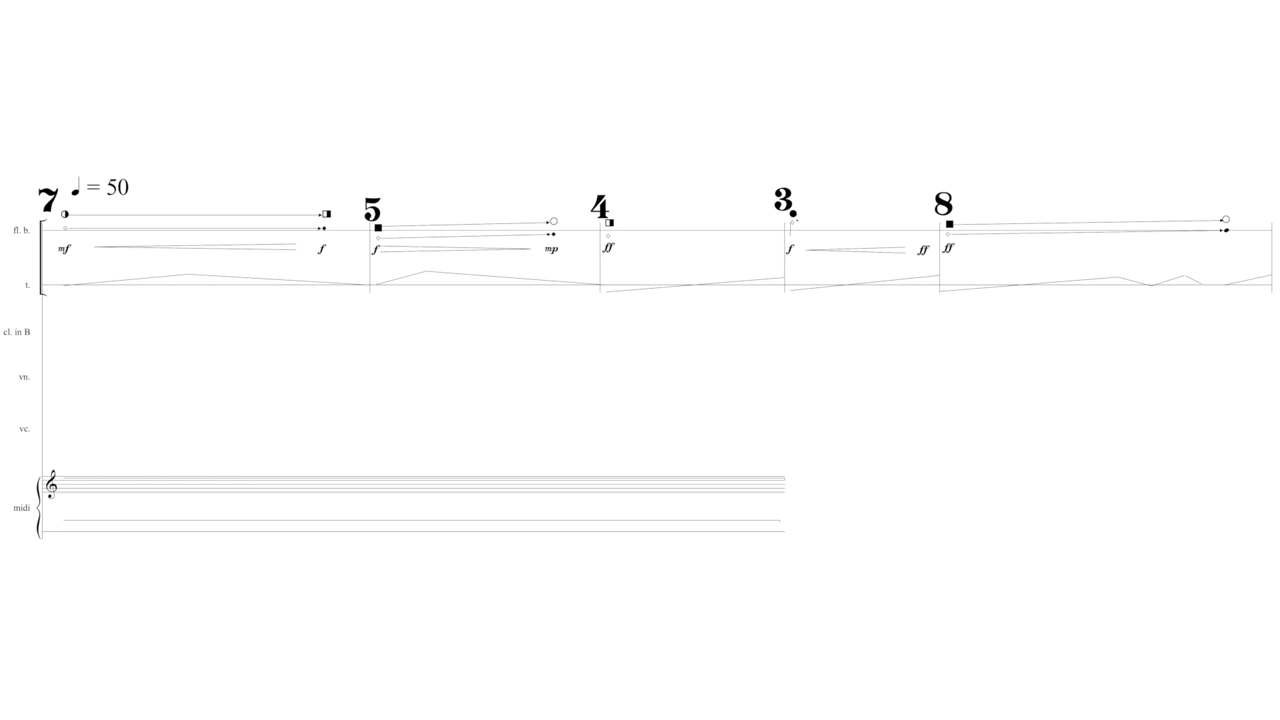 7 ♩ = 50 5 4 3 8
fl. b.
mf f f mp ff f ff ff
t.
cl. in B
vn.
vc.
midi